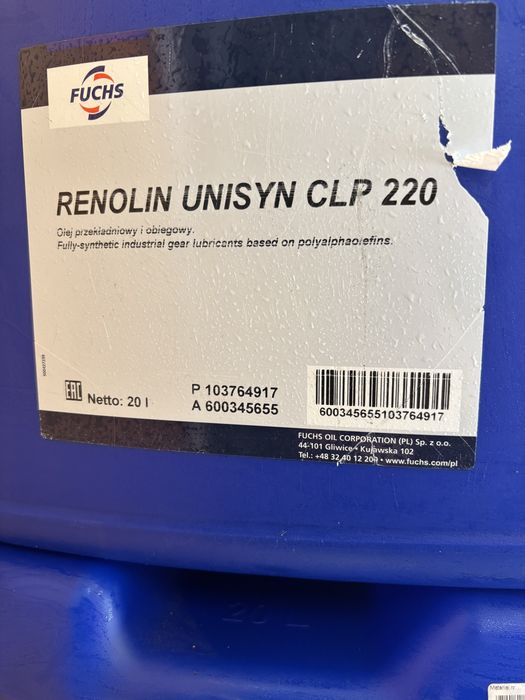 FUCHS
RENOLIN UNISYN CLP 220
Olej przekładniowy i obiegowy.
Fully-synthetic industrial gear lubricants based on polyalphaolefins.
EAC
Netto: 20 l
P 103764917
A 600345655
600345655103764917
FUCHS OIL CORPORATION (PL) Sp. z o.o.
44-101 Gliwice • Kujawska 102
Tel.: +48 32 40 12 200 • www.fuchs.com/pl
20 L